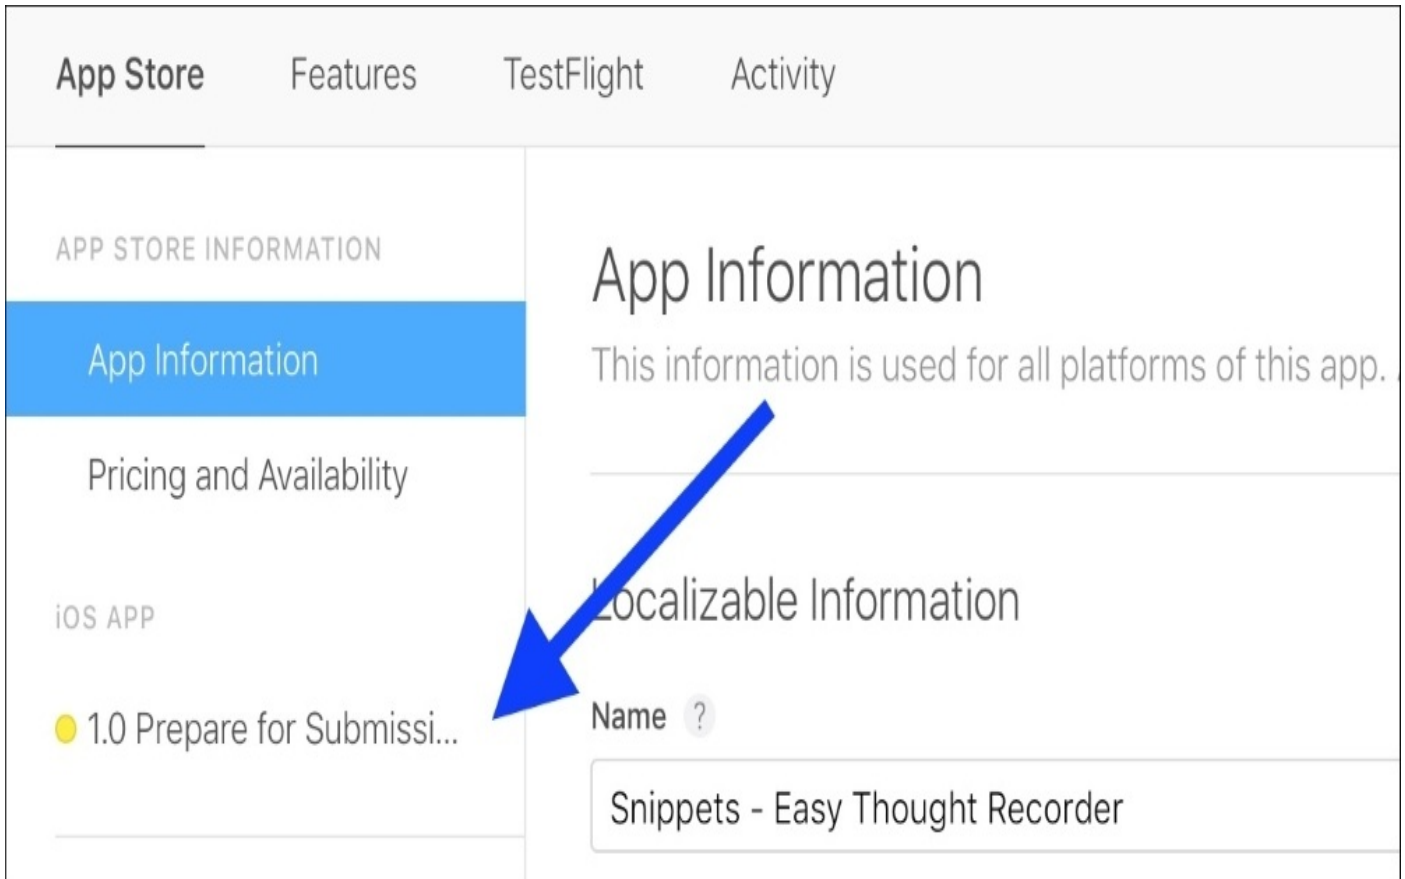 App Store Features TestFlight Activity
APP STORE INFORMATION
App Information
Pricing and Availability
iOS APP
1.0 Prepare for Submissi...
App Information
This information is used for all platforms of this app.
Localizable Information
Name ?
Snippets - Easy Thought Recorder